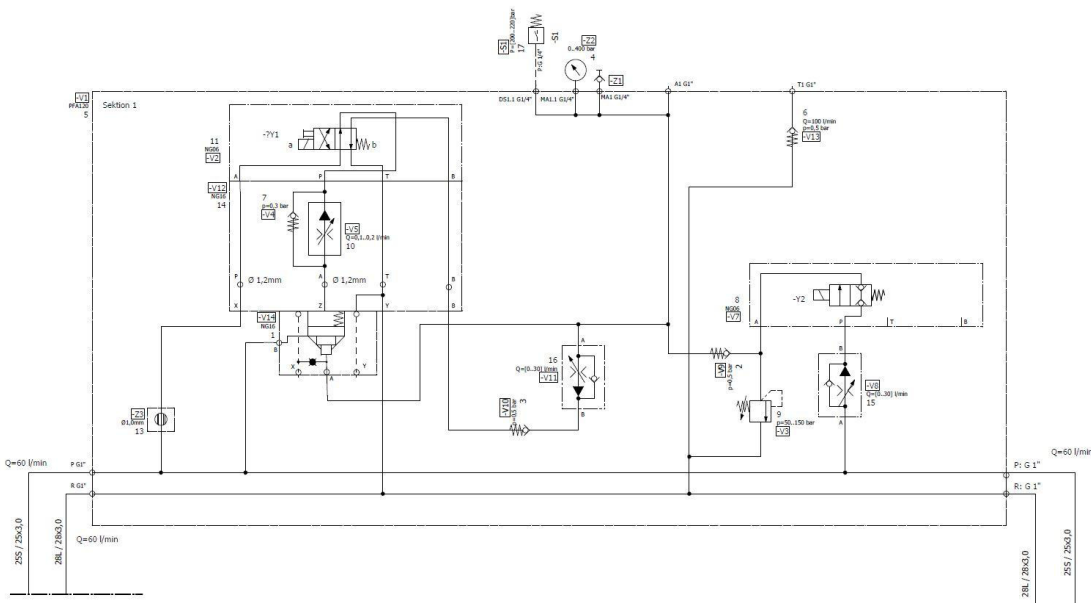 -S1
P=[200..220]bar
17
P:G 1/4"
-S1
-Z2
0..400 bar
4
-Z1
-V1
PFA120
5
Sektion 1
DS1.1 G1/4"
MA1.1 G1/4"
MA1 G1/4"
A1 G1"
T1 G1"
6
Q=100 l/min
p=0,5 bar
-V13
11
NG06
-V2
-?Y1
a
b
A
P
T
B
-V12
NG16
14
7
p=0,3 bar
-V4
-V5
Q=0,1..0,2 l/min
10
P
Ø 1,2mm
A
Ø 1,2mm
T
B
X
Z
Y
B
-V14
NG16
1
B
X
Y
A
-Y2
8
NG06
-V7
A
P
T
B
A
16
Q=[0..30] l/min
-V11
B
-V9
p=0,5 bar
2
B
-V8
Q=[0..30] l/min
15
A
-V10
p=0,5 bar
3
9
p=50..150 bar
-V3
-Z3
Ø1,0mm
13
Q=60 l/min
P G1"
P: G 1"
Q=60 l/min
R G1"
R: G 1"
Q=60 l/min
25S / 25x3,0
28L / 28x3,0
28L / 28x3,0
25S / 25x3,0